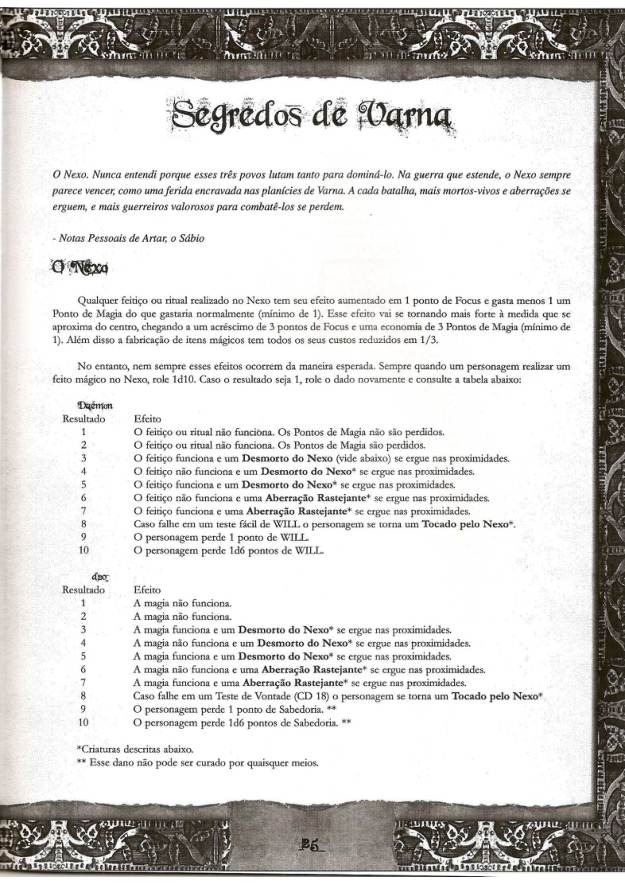 Segredos de Varna
O Nexo. Nunca entendi porque esses três povos lutam tanto para dominá-lo. Na guerra que estende, o Nexo sempre
parece vencer, como uma ferida encravada nas planícies de Varna. A cada batalha, mais mortos-vivos e aberrações se
erguem, e mais guerreiros valorosos para combatê-los se perdem.
- Notas Pessoais de Artar, o Sábio
O Nexo
Qualquer feitiço ou ritual realizado no Nexo tem seu efeito aumentado em 1 ponto de Focus e gasta menos 1 um
Ponto de Magia do que gastaria normalmente (mínimo de 1). Esse efeito vai se tornando mais forte à medida que se
aproxima do centro, chegando a um acréscimo de 3 pontos de Focus e uma economia de 3 Pontos de Magia (mínimo de
1). Além disso a fabricação de itens mágicos tem todos os seus custos reduzidos em 1/3.
No entanto, nem sempre esses efeitos ocorrem da maneira esperada. Sempre quando um personagem realizar um
feito mágico no Nexo, role 1d10. Caso o resultado seja 1, role o dado novamente e consulte a tabela abaixo:
Daemon
Resultado Efeito
1 O feitiço ou ritual não funciona. Os Pontos de Magia não são perdidos.
2 O feitiço ou ritual não funciona. Os Pontos de Magia são perdidos.
3 O feitiço funciona e um Desmorto do Nexo (vide abaixo) se ergue nas proximidades.
4 O feitiço não funciona e um Desmorto do Nexo* se ergue nas proximidades.
5 O feitiço funciona e um Desmorto do Nexo* se ergue nas proximidades.
6 O feitiço não funciona e uma Aberração Rastejante* se ergue nas proximidades.
7 O feitiço funciona e uma Aberração Rastejante* se ergue nas proximidades.
8 Caso falhe em um teste fácil de WILL o personagem se torna um Tocado pelo Nexo*.
9 O personagem perde 1 ponto de WILL.
10 O personagem perde 1d6 pontos de WILL.
d20
Resultado Efeito
1 A magia não funciona.
2 A magia não funciona.
3 A magia funciona e um Desmorto do Nexo* se ergue nas proximidades.
4 A magia não funciona e um Desmorto do Nexo* se ergue nas proximidades.
5 A magia funciona e um Desmorto do Nexo* se ergue nas proximidades.
6 A magia não funciona e uma Aberração Rastejante* se ergue nas proximidades.
7 A magia funciona e uma Aberração Rastejante* se ergue nas proximidades.
8 Caso falhe em um Teste de Vontade (CD 18) o personagem se torna um Tocado pelo Nexo*
9 O personagem perde 1 ponto de Sabedoria. **
10 O personagem perde 1d6 pontos de Sabedoria. **
*Criaturas descritas abaixo.
** Esse dano não pode ser curado por quaisquer meios.